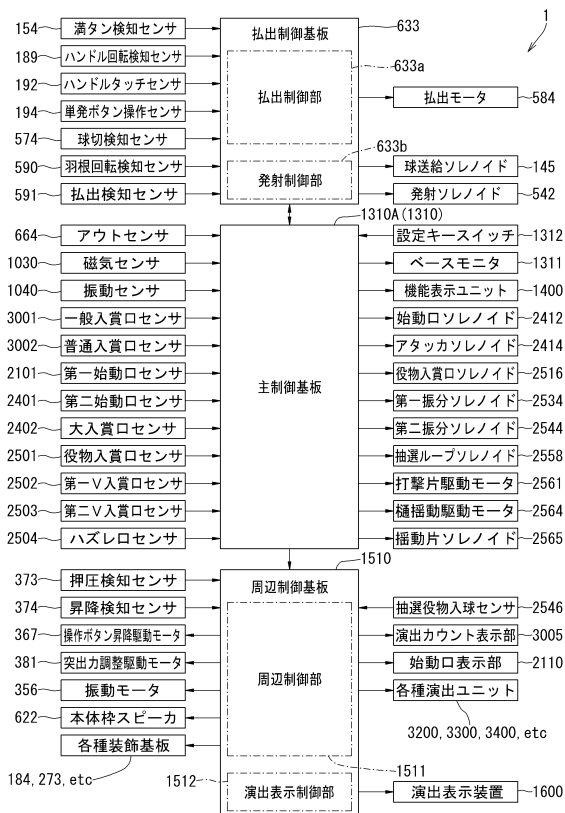 1
154 満タン検知センサ
189 ハンドル回転検知センサ
192 ハンドルタッチセンサ
194 単発ボタン操作センサ
574 球切検知センサ
590 羽根回転検知センサ
591 払出検知センサ
払出制御基板 633
払出制御部 633a
発射制御部 633b
払出モータ 584
球送給ソレノイド 145
発射ソレノイド 542
1310A(1310)
664 アウトセンサ
1030 磁気センサ
1040 振動センサ
3001 一般入賞口センサ
3002 普通入賞口センサ
2101 第一始動口センサ
2401 第二始動口センサ
2402 大入賞口センサ
2501 役物入賞口センサ
2502 第一V入賞口センサ
2503 第二V入賞口センサ
2504 ハズレ口センサ
主制御基板
設定キースイッチ 1312
ベースモニタ 1311
機能表示ユニット 1400
始動口ソレノイド 2412
アタッカソレノイド 2414
役物入賞口ソレノイド 2516
第一振分ソレノイド 2534
第二振分ソレノイド 2544
抽選ループソレノイド 2558
打撃片駆動モータ 2561
樋揺動駆動モータ 2564
揺動片ソレノイド 2565
373 押圧検知センサ
374 昇降検知センサ
367 操作ボタン昇降駆動モータ
381 突出力調整駆動モータ
356 振動モータ
622 本体枠スピーカ
各種装飾基板
184, 273, etc
周辺制御基板 1510
周辺制御部 1511
1512 演出表示制御部
抽選役物入球センサ 2546
演出カウント表示部 3005
始動口表示部 2110
各種演出ユニット
3200, 3300, 3400, etc
演出表示装置 1600